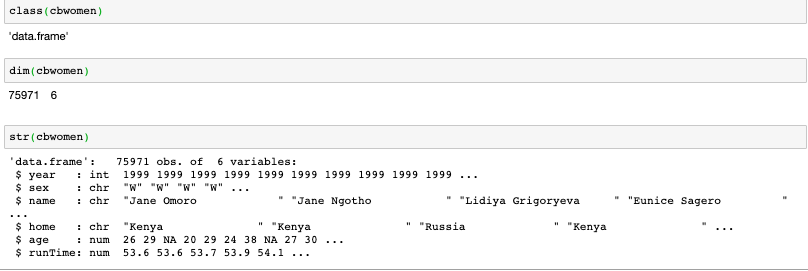 class(cbwomen)
'data.frame'
dim(cbwomen)
75971 6
str(cbwomen)
'data.frame': 75971 obs. of 6 variables:
$ year : int 1999 1999 1999 1999 1999 1999 1999 1999 1999 1999 ...
$ sex : chr "W" "W" "W" "W" ...
$ name : chr "Jane Omoro " "Jane Ngotho " "Lidiya Grigoryeva " "Eunice Sagero "
...
$ home : chr "Kenya " "Kenya " "Russia " "Kenya " ...
$ age : num 26 29 NA 20 29 24 38 NA 27 30 ...
$ runTime: num 53.6 53.6 53.7 53.9 54.1 ...